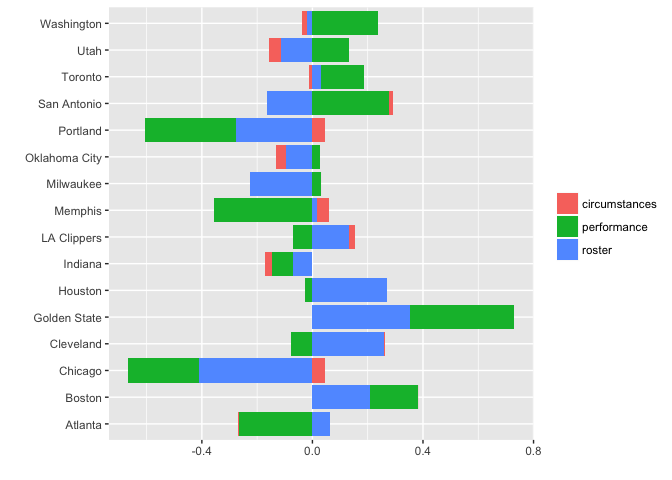 Washington
Utah
Toronto
San Antonio
Portland
Oklahoma City
Milwaukee
Memphis
LA Clippers
Indiana
Houston
Golden State
Cleveland
Chicago
Boston
Atlanta
-0.4 0.0 0.4 0.8
circumstances
performance
roster